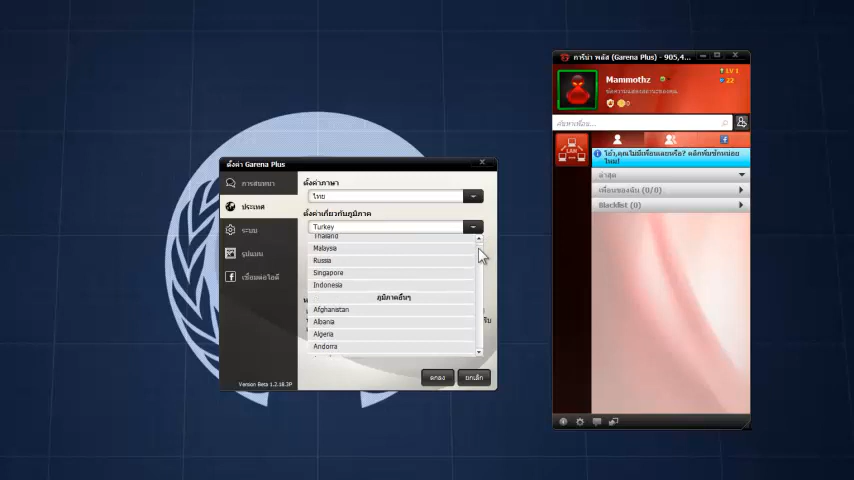 การีน่า พลัส (Garena Plus) - 905,4...
Mammothz
LV 1
22
0
ค้นหาเพื่อน...
LAN
โอ้!,คุณไม่มีเพื่อนเลยหรือ? คลิกเพิ่มซักหน่อย
ไหม!
ล่าสุด
เพื่อนของฉัน (0/0)
Blacklist (0)
ตั้งค่า Garena Plus
การสนทนา
ประเทศ
ระบบ
รูปแบบ
เชื่อมต่อไอดี
Version Beta 1.2.18.3P
ตั้งค่าภาษา
ไทย
ตั้งค่าเกี่ยวกับภูมิภาค
Turkey
Thailand
Malaysia
Russia
Singapore
Indonesia
ภูมิภาคอื่นๆ
Afghanistan
Albania
Algeria
Andorra
ตกลง
ยกเลิก